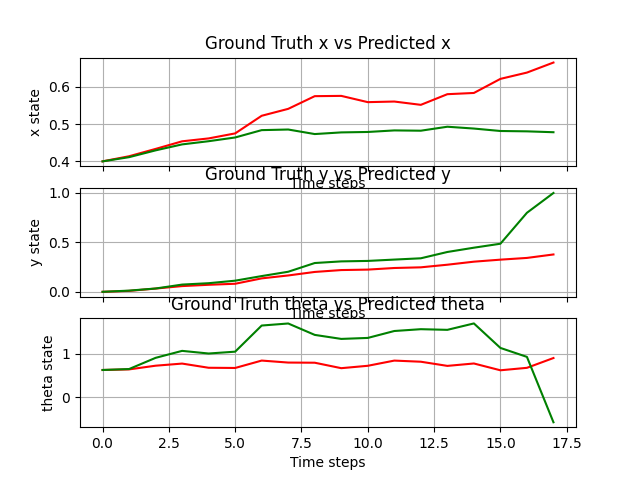 Ground Truth x vs Predicted x
x state
0.6
0.5
0.4
Time steps
Ground Truth y vs Predicted y
y state
1.0
0.5
0.0
Time steps
Ground Truth theta vs Predicted theta
theta state
1
0
0.0 2.5 5.0 7.5 10.0 12.5 15.0 17.5
Time steps